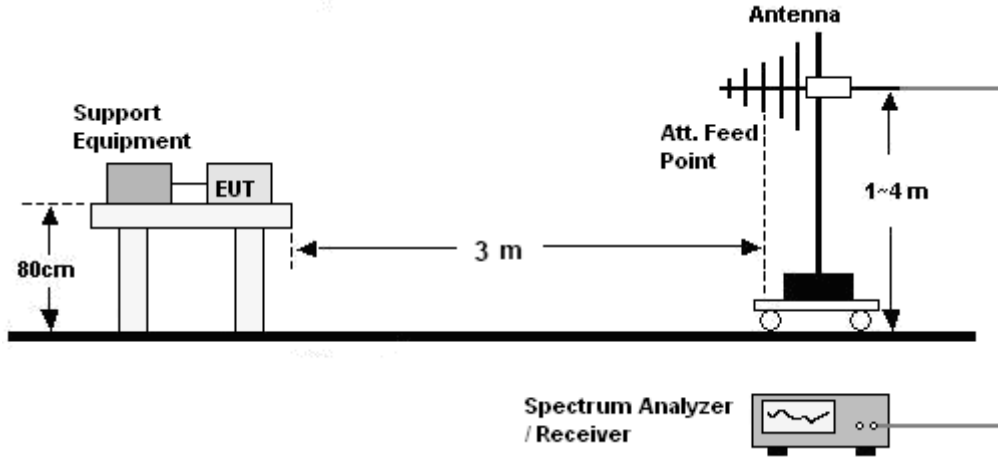 Antenna
Support
Equipment
Att. Feed
Point
EUT
1~4 m
3 m
80cm
Spectrum Analyzer
/ Receiver